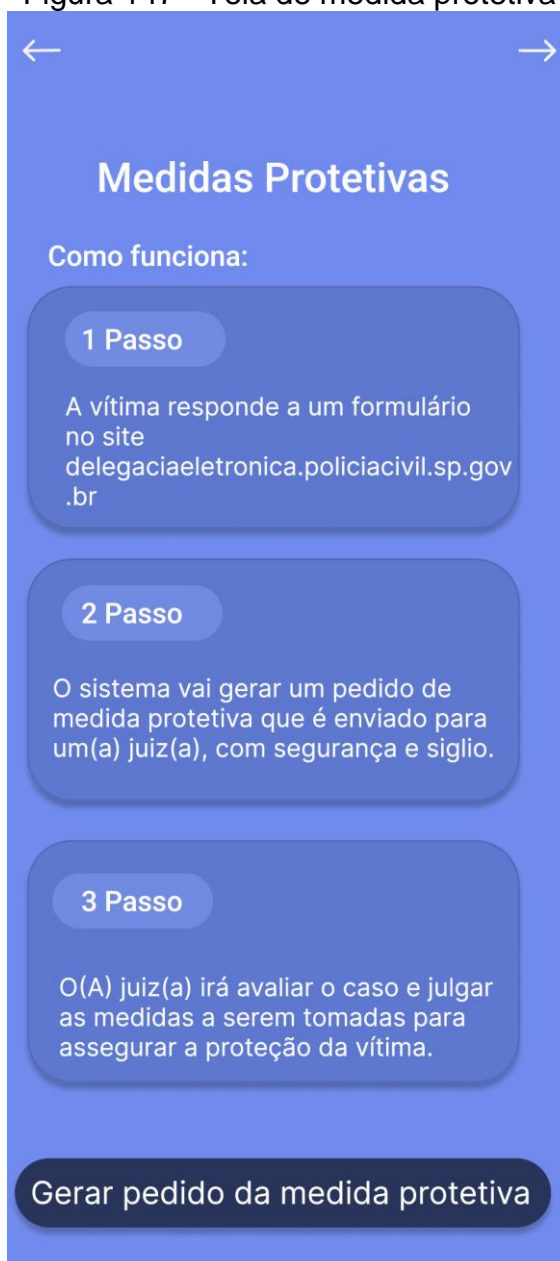 Medidas Protetivas
Como funciona:
1 Passo
A vítima responde a um formulário
no site
delegaciaeletronica.policiacivil.sp.gov
.br
2 Passo
O sistema vai gerar um pedido de
medida protetiva que é enviado para
um(a) juiz(a), com segurança e siglio.
3 Passo
O(A) juiz(a) irá avaliar o caso e julgar
as medidas a serem tomadas para
assegurar a proteção da vítima.
Gerar pedido da medida protetiva